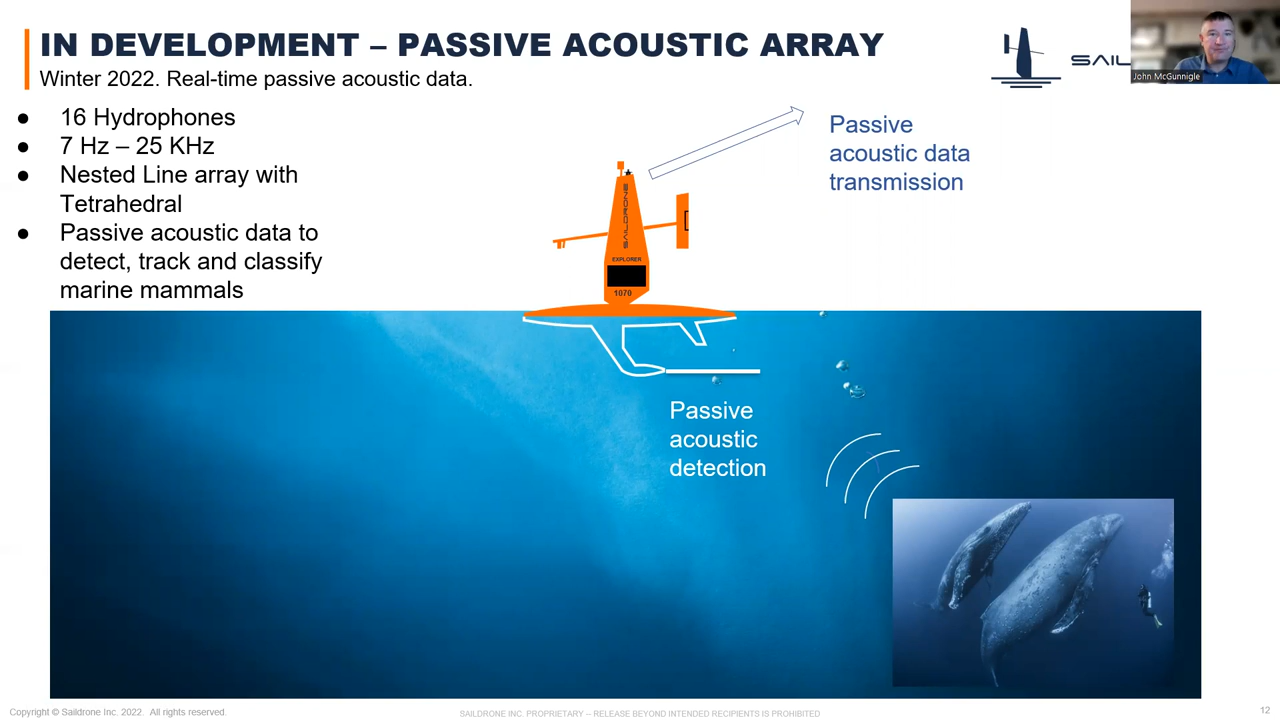 IN DEVELOPMENT – PASSIVE ACOUSTIC ARRAY
Winter 2022. Real-time passive acoustic data.
SAIL
John McGunnigle
● 16 Hydrophones
● 7 Hz – 25 KHz
● Nested Line array with
Tetrahedral
● Passive acoustic data to
detect, track and classify
marine mammals
Passive
acoustic data
transmission
SAILDRONE
EXPLORER
1070
Passive
acoustic
detection
Copyright © Saildrone Inc. 2022. All rights reserved.
SAILDRONE INC. PROPRIETARY – RELEASE BEYOND INTENDED RECIPIENTS IS PROHIBITED
12